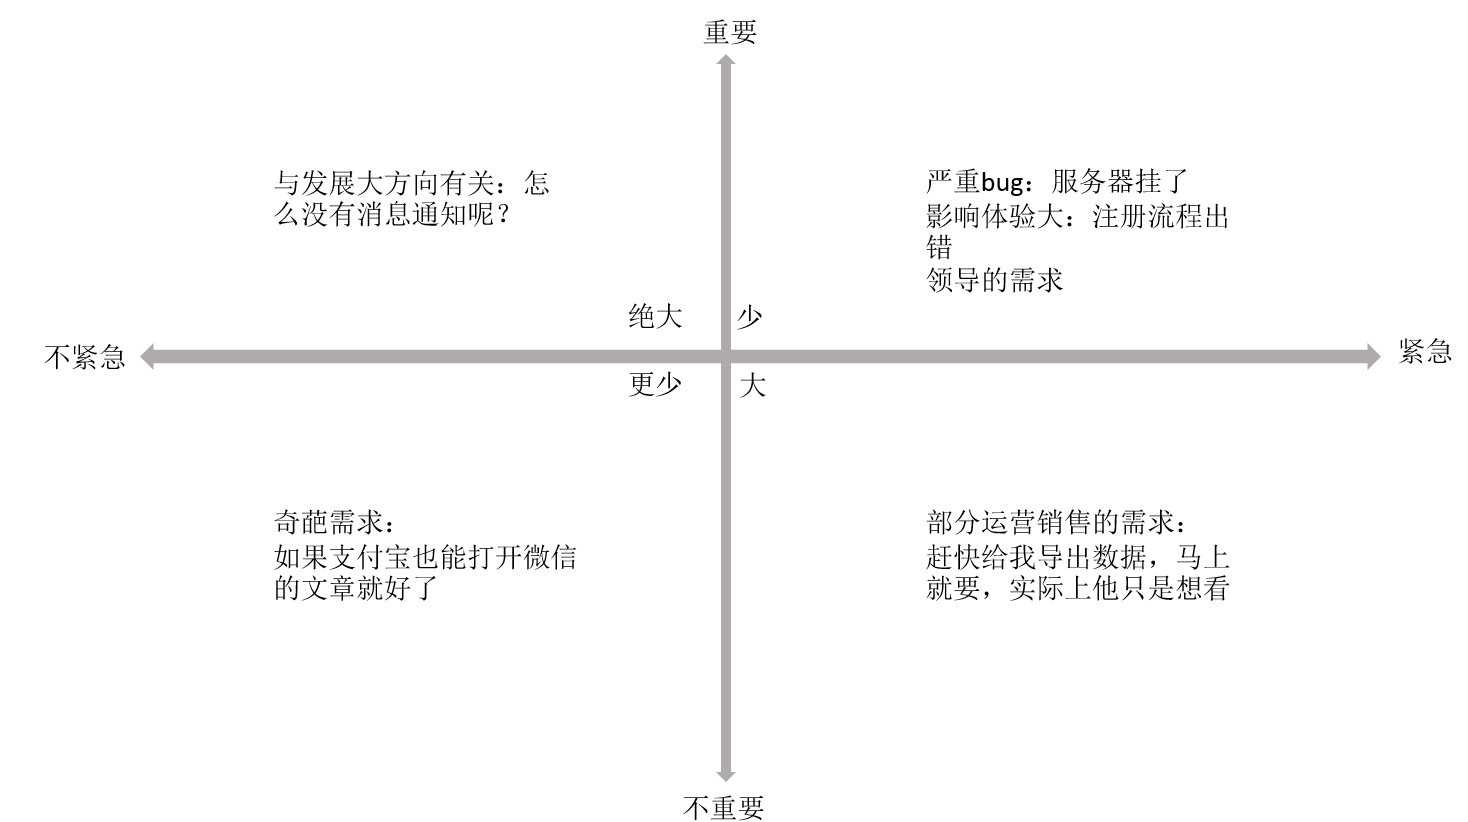 重要
与发展大方向有关：怎
么没有消息通知呢？
严重bug：服务器挂了
影响体验大：注册流程出
错
领导的需求
绝大
少
不紧急
紧急
更少
大
奇葩需求：
如果支付宝也能打开微信
的文章就好了
部分运营销售的需求：
赶快给我导出数据，马上
就要，实际上他只是想看
不重要